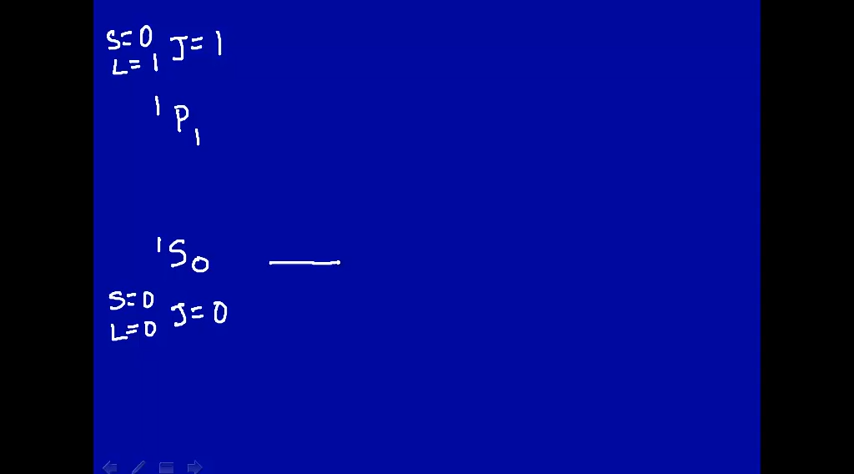 S=0 J=1
L=1
¹P₁
¹S₀
S=0 J=0
L=0